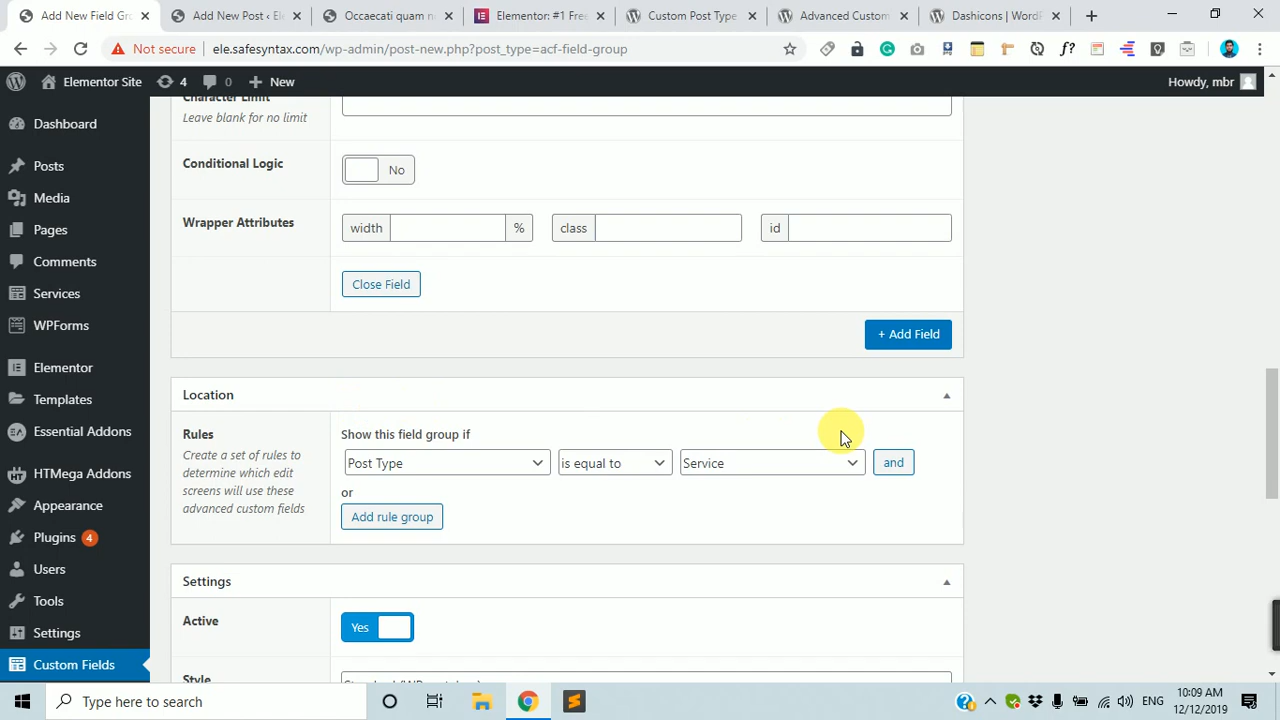 Add New Field Gro
Add New Post ‹ Ele
Occaecati quam n
Elementor: #1 Free
Custom Post Type
Advanced Custom
Dashicons | WordP
Not secure
ele.safesyntax.com/wp-admin/post-new.php?post_type=acf-field-group
Elementor Site
4
0
New
Howdy, mbr
Dashboard
Posts
Media
Pages
Comments
Services
WPForms
Elementor
Templates
Essential Addons
HTMega Addons
Appearance
Plugins 4
Users
Tools
Settings
Custom Fields
Character Limit
Leave blank for no limit
Conditional Logic
No
Wrapper Attributes
width
%
class
id
Close Field
+ Add Field
Location
Rules
Create a set of rules to
determine which edit
screens will use these
advanced custom fields
Show this field group if
Post Type
is equal to
Service
and
or
Add rule group
Settings
Active
Yes
Style
Type here to search
ENG
10:09 AM
12/12/2019